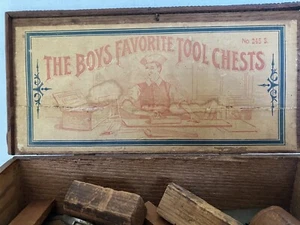 THE BOYS FAVORITE TOOL CHESTS